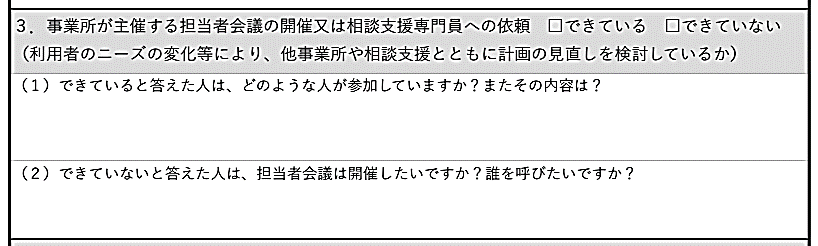 3．事業所が主催する担当者会議の開催又は相談支援専門員への依頼　□できている　□できていない
（利用者のニーズの変化等により、他事業所や相談支援とともに計画の見直しを検討しているか）
（1）できていると答えた人は、どのような人が参加していますか？またその内容は？
（2）できていないと答えた人は、担当者会議は開催したいですか？誰を呼びたいですか？